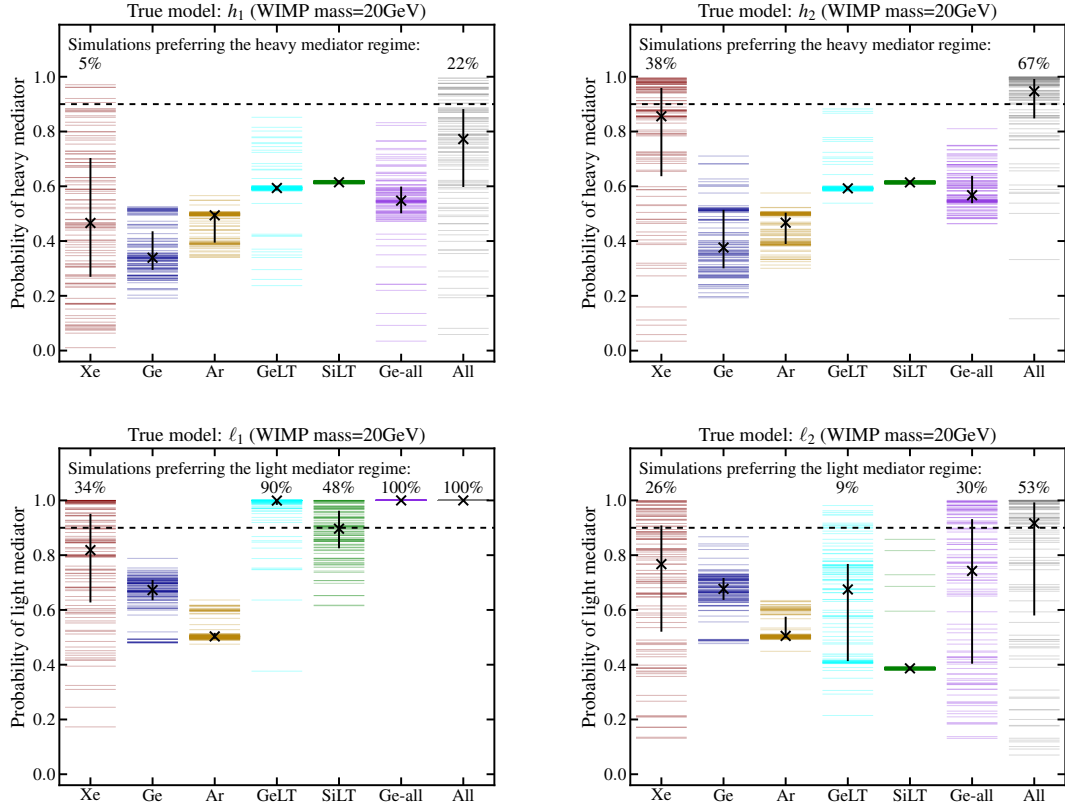 True model: h₁ (WIMP mass=20GeV)
Simulations preferring the heavy mediator regime:
5% 22%
Probability of heavy mediator
1.0
0.8
0.6
0.4
0.2
0.0
Xe Ge Ar GeLT SiLT Ge-all All
True model: h₂ (WIMP mass=20GeV)
Simulations preferring the heavy mediator regime:
38% 67%
Probability of heavy mediator
1.0
0.8
0.6
0.4
0.2
0.0
Xe Ge Ar GeLT SiLT Ge-all All
True model: ℓ₁ (WIMP mass=20GeV)
Simulations preferring the light mediator regime:
34% 90% 48% 100% 100%
Probability of light mediator
1.0
0.8
0.6
0.4
0.2
0.0
Xe Ge Ar GeLT SiLT Ge-all All
True model: ℓ₂ (WIMP mass=20GeV)
Simulations preferring the light mediator regime:
26% 9% 30% 53%
Probability of light mediator
1.0
0.8
0.6
0.4
0.2
0.0
Xe Ge Ar GeLT SiLT Ge-all All